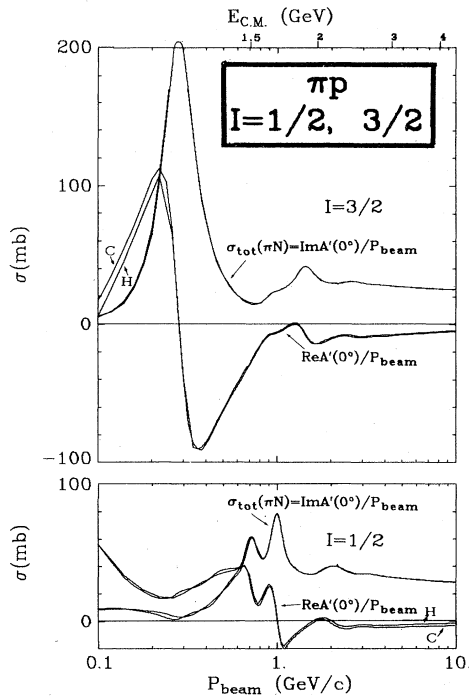 E_C.M. (GeV)
1 1.5 2 3 4
200
πp
I=1/2, 3/2
I=3/2
100
C
H
σ_tot(πN)=ImA′(0°)/P_beam
σ(mb)
0
ReA′(0°)/P_beam
-100
100
σ_tot(πN)=ImA′(0°)/P_beam
I=1/2
50
σ(mb)
ReA′(0°)/P_beam
H
0
C
0.1 1. 10.
P_beam (GeV/c)